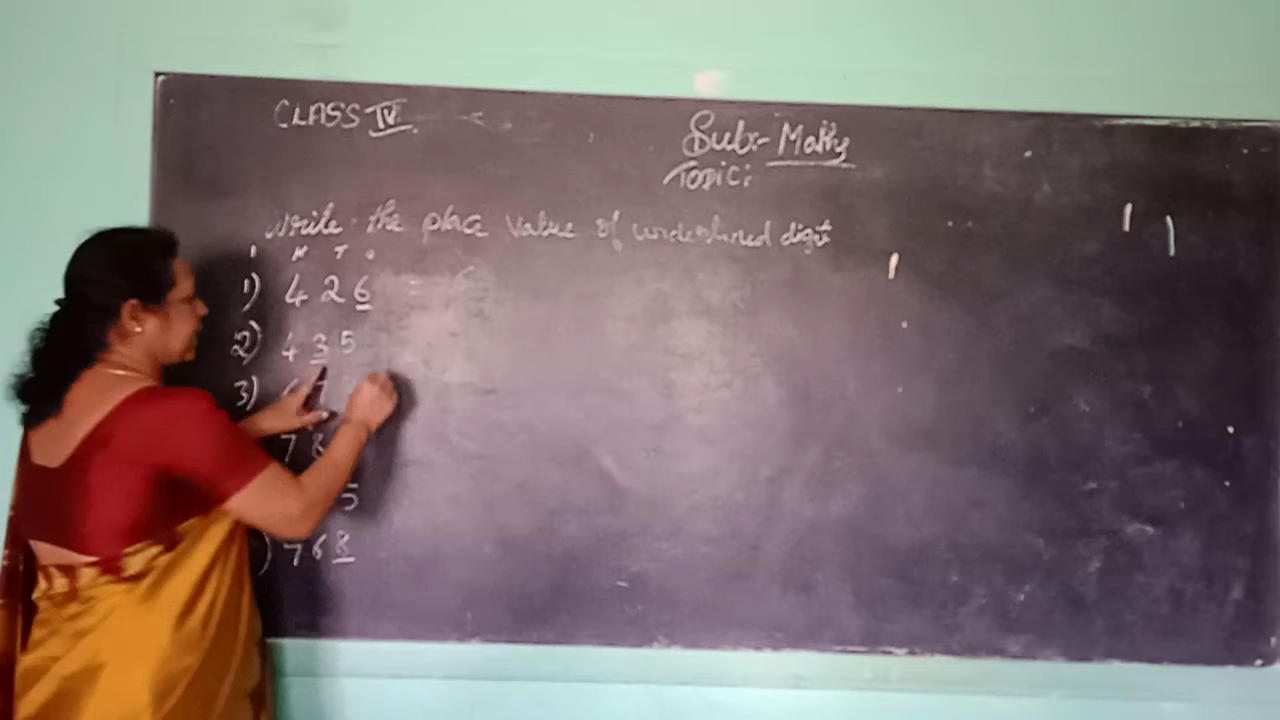 CLASS IV
Sub:- Maths
Topic:
Write the place value of underlined digit
H T O
1) 4 2 6 = 6
2) 4 3 5
3)
7 8
5
) 7 6 8